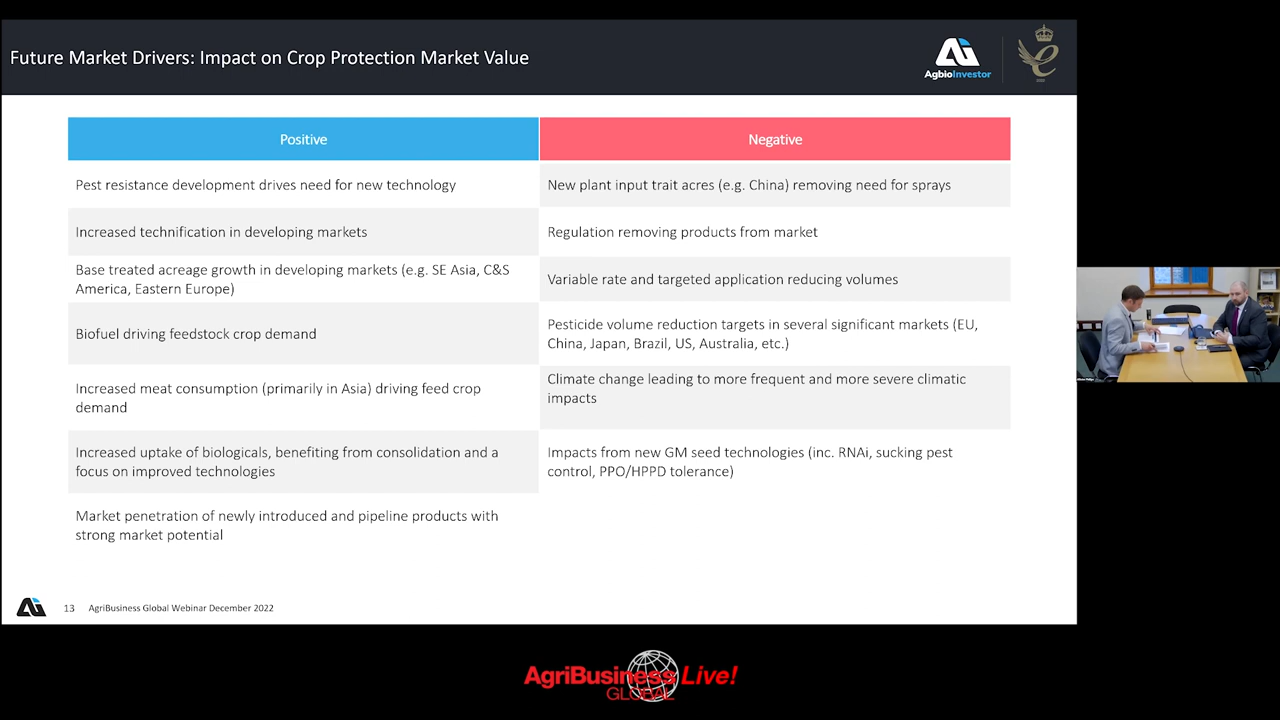 Future Market Drivers: Impact on Crop Protection Market Value
AgbioInvestor
Positive
Negative
Pest resistance development drives need for new technology
New plant input trait acres (e.g. China) removing need for sprays
Increased technification in developing markets
Regulation removing products from market
Base treated acreage growth in developing markets (e.g. SE Asia, C&S
America, Eastern Europe)
Variable rate and targeted application reducing volumes
Biofuel driving feedstock crop demand
Pesticide volume reduction targets in several significant markets (EU,
China, Japan, Brazil, US, Australia, etc.)
Increased meat consumption (primarily in Asia) driving feed crop
demand
Climate change leading to more frequent and more severe climatic
impacts
Increased uptake of biologicals, benefiting from consolidation and a
focus on improved technologies
Impacts from new GM seed technologies (inc. RNAi, sucking pest
control, PPO/HPPD tolerance)
Market penetration of newly introduced and pipeline products with
strong market potential
13 AgriBusiness Global Webinar December 2022
AgriBusiness Live!
GLOBAL